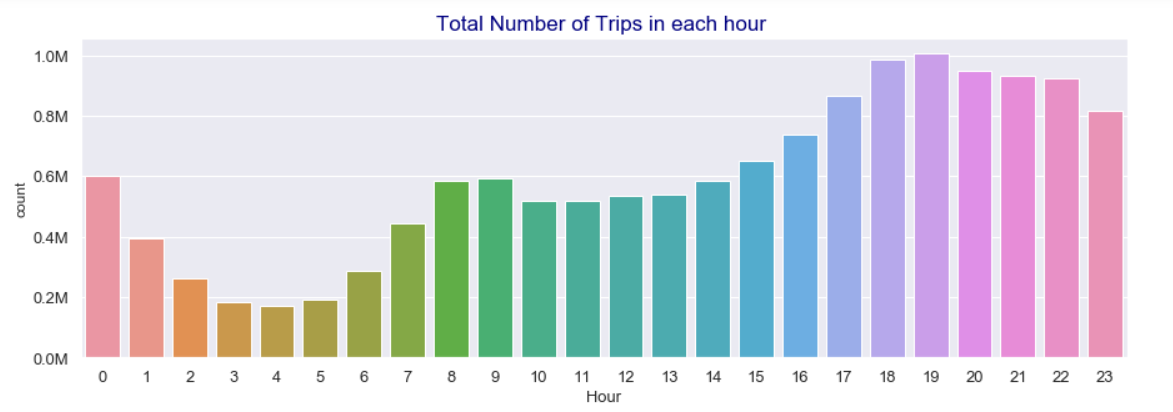 Total Number of Trips in each hour
1.0M
0.8M
0.6M
0.4M
0.2M
0.0M
count
0 1 2 3 4 5 6 7 8 9 10 11 12 13 14 15 16 17 18 19 20 21 22 23
Hour